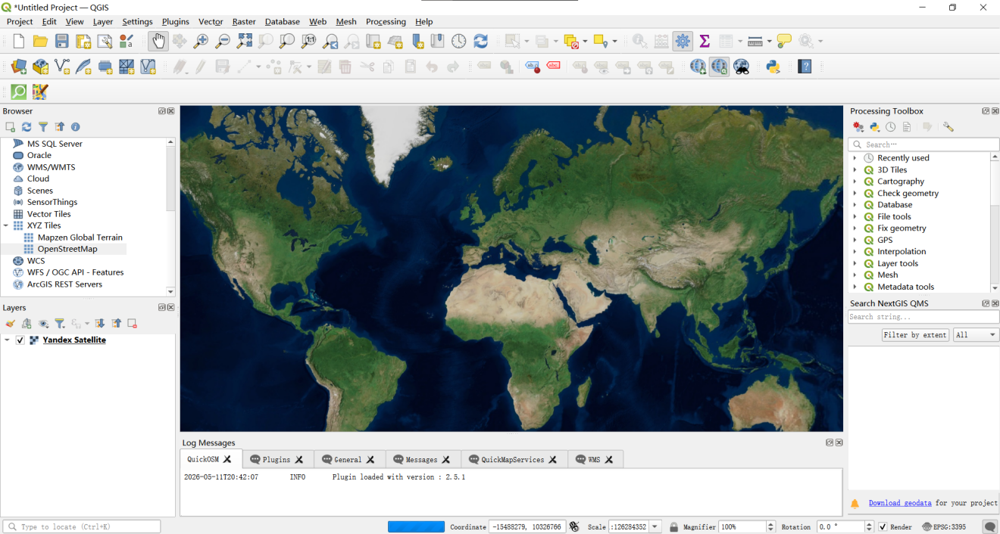 *Untitled Project — QGIS
Project Edit View Layer Settings Plugins Vector Raster Database Web Mesh Processing Help
Browser
MS SQL Server
Oracle
WMS/WMTS
Cloud
Scenes
SensorThings
Vector Tiles
XYZ Tiles
Mapzen Global Terrain
OpenStreetMap
WCS
WFS / OGC API - Features
ArcGIS REST Servers
Layers
Yandex Satellite
Log Messages
QuickOSM Plugins General Messages QuickMapServices WMS
2026-05-11T20:42:07 INFO Plugin loaded with version : 2.5.1
Processing Toolbox
Search…
Recently used
3D Tiles
Cartography
Check geometry
Database
File tools
Fix geometry
GPS
Interpolation
Layer tools
Mesh
Metadata tools
Search NextGIS QMS
Search string...
Filter by extent All
Download geodata for your project
Type to locate (Ctrl+K) Coordinate -15488279, 10326766 Scale :126284352 Magnifier 100% Rotation 0.0 ° Render EPSG:3395